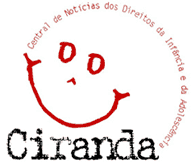 Central de Notícias dos Direitos da Infância e da Adolescência
Ciranda